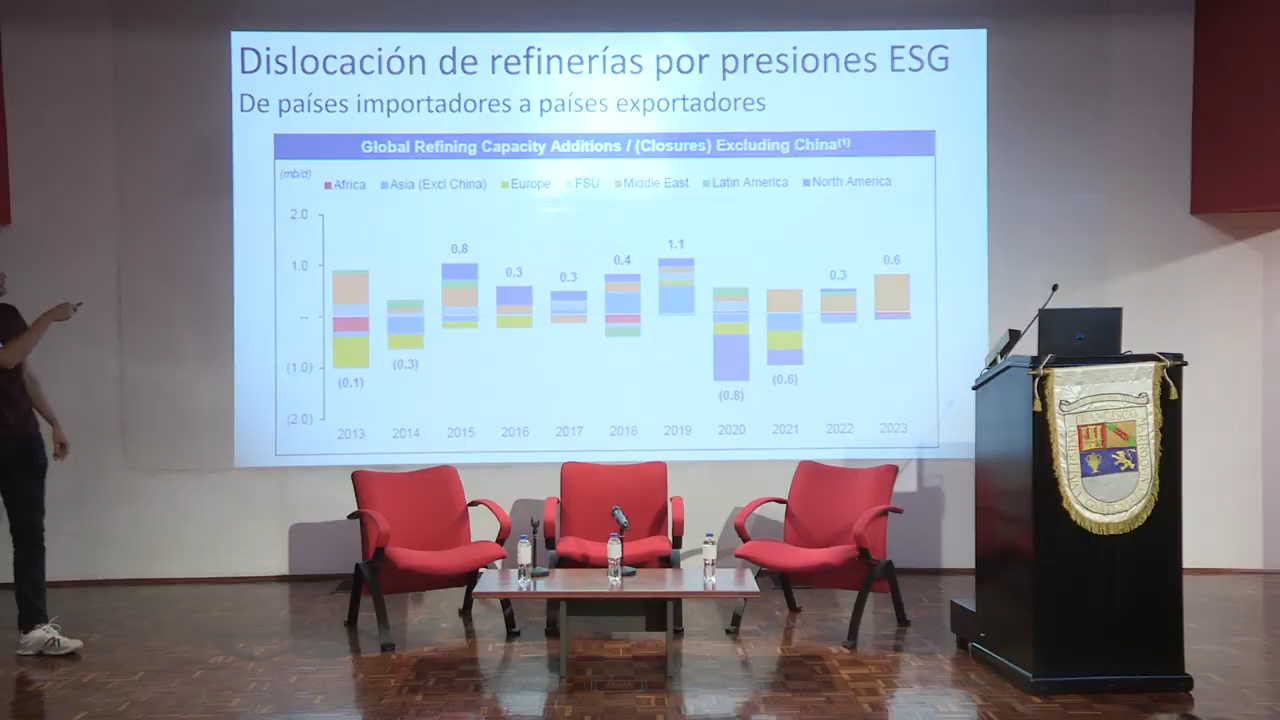 Dislocación de refinerías por presiones ESG
De países importadores a países exportadores
Global Refining Capacity Additions / (Closures) Excluding China(1)
(mb/d)
Africa Asia (Excl China) Europe FSU Middle East Latin America North America
2.0
1.0
–
(1.0)
(2.0)
0.8 0.3 0.3 0.4 1.1 0.3 0.6
(0.1) (0.3) (0.8) (0.6)
2013 2014 2015 2016 2017 2018 2019 2020 2021 2022 2023
FRANCISCO